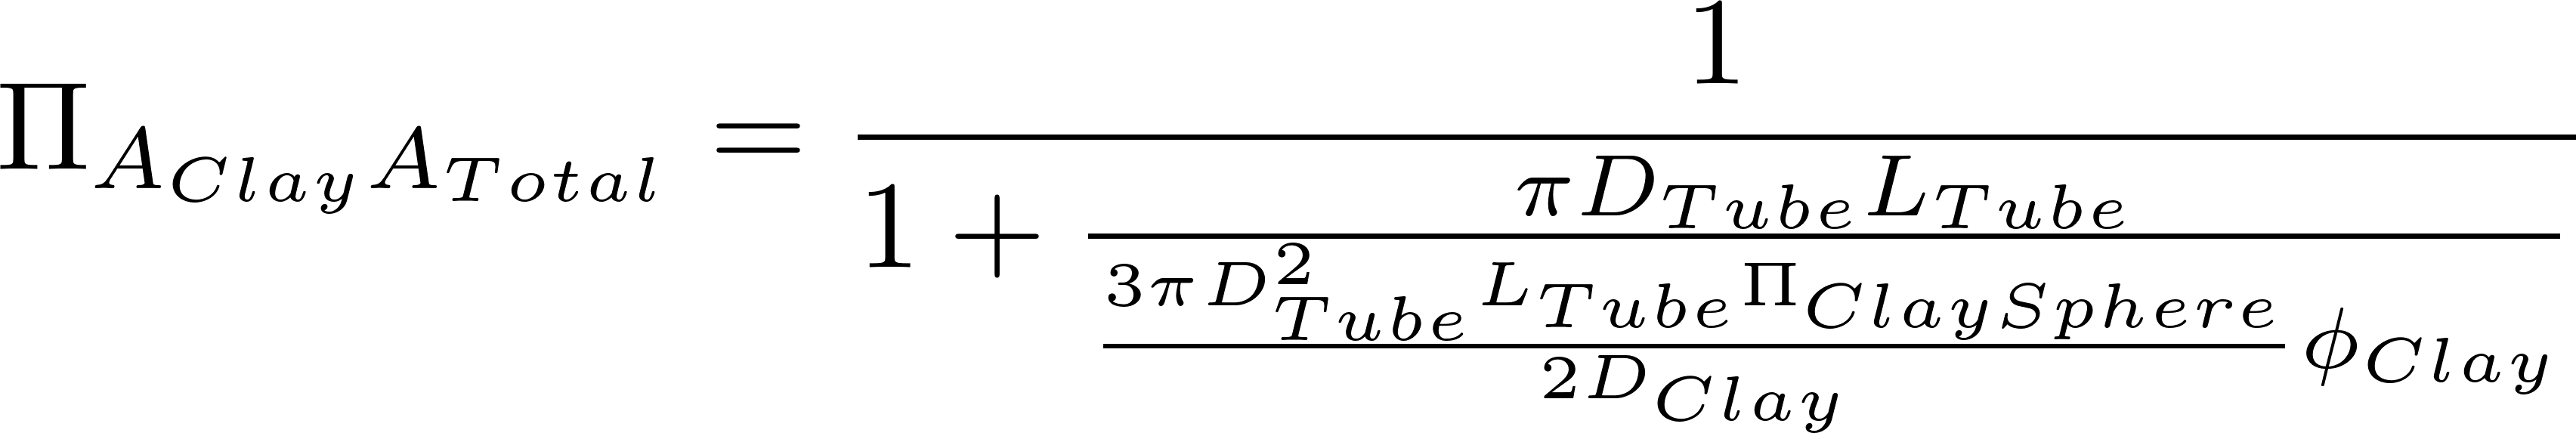 \Pi_{A_{Clay}A_{Total}} = \frac{1}{1 + \frac{\pi D_{Tube} L_{Tube}}{\frac{3 \pi D_{Tube}^{2} L_{Tube} \Pi_{ClaySphere}}{2 D_{Clay}} \phi_{Clay}}}